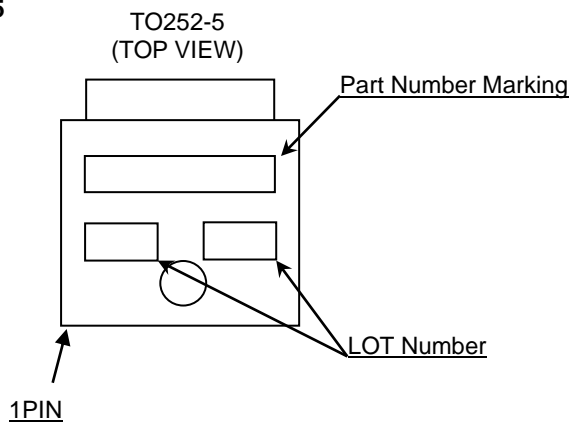 TO252-5
(TOP VIEW)
Part Number Marking
LOT Number
1PIN